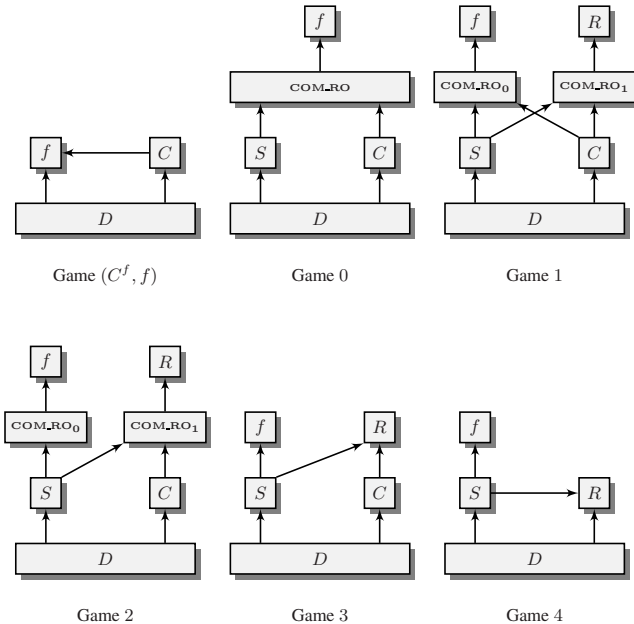 f
f R
COM_RO COM_RO₀ COM_RO₁
f C S C S C
D D D
Game (C^f, f) Game 0 Game 1
f R
COM_RO₀ COM_RO₁ f R f
S C S C S R
D D D
Game 2 Game 3 Game 4